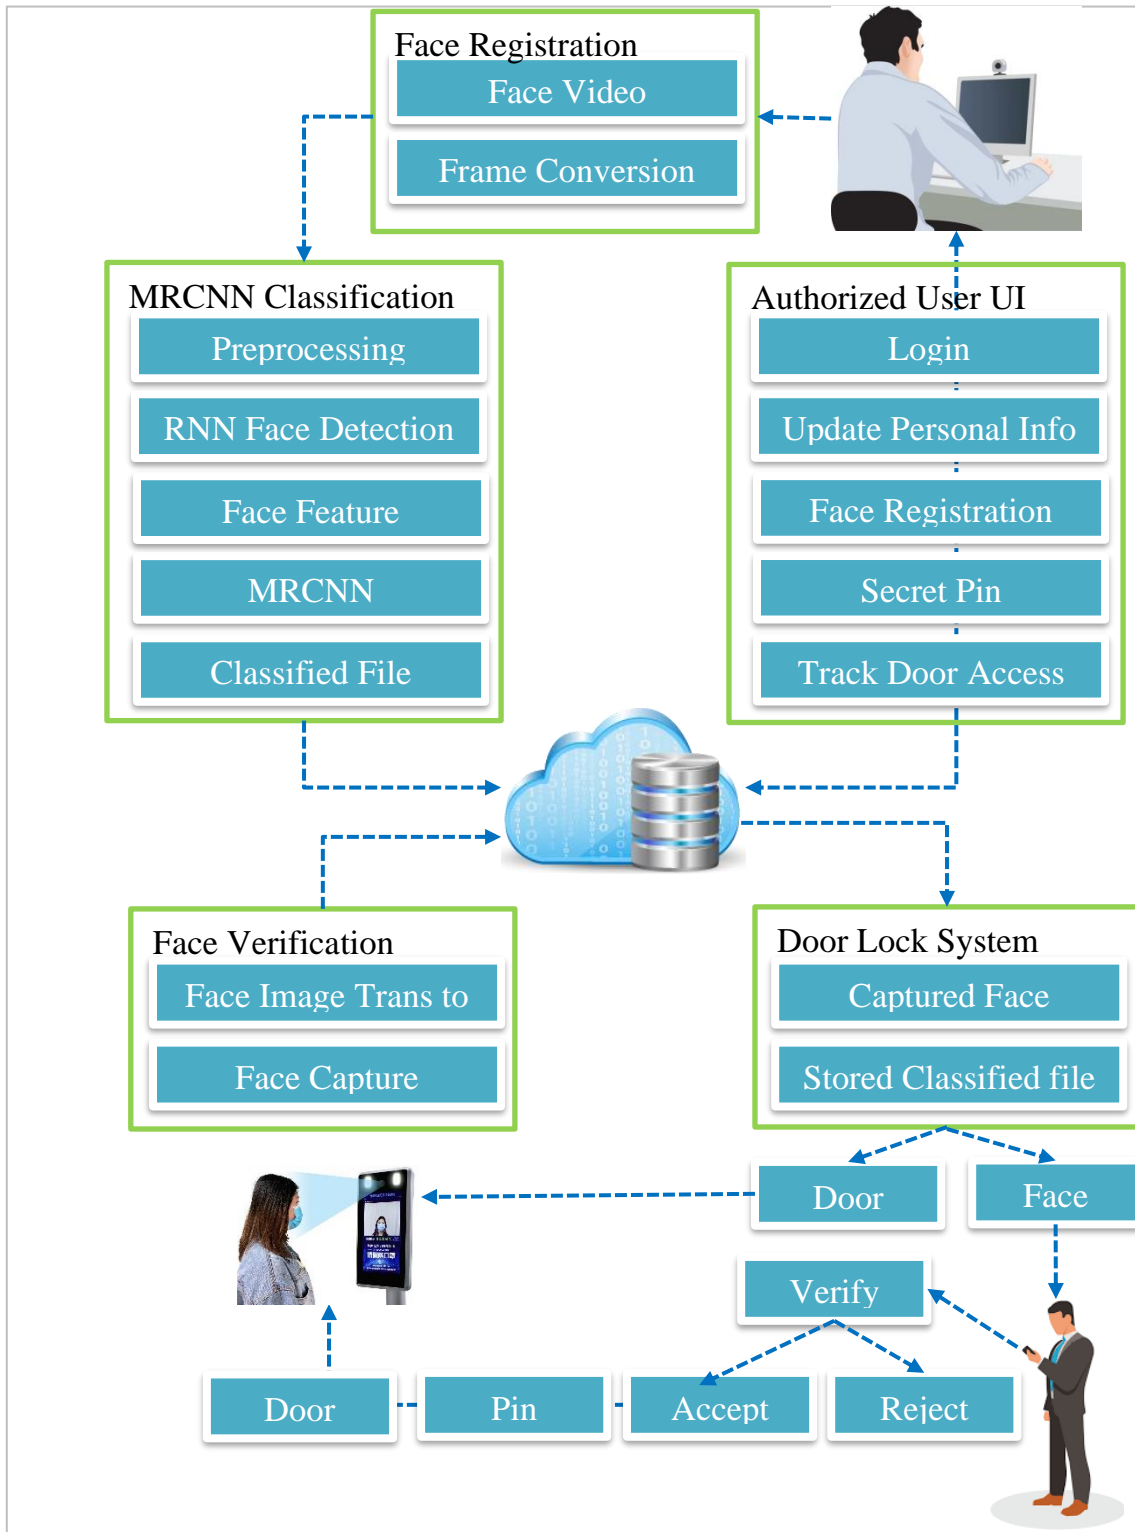 Face Registration
Face Video
Frame Conversion
MRCNN Classification
Preprocessing
RNN Face Detection
Face Feature
MRCNN
Classified File
Authorized User UI
Login
Update Personal Info
Face Registration
Secret Pin
Track Door Access
Face Verification
Face Image Trans to
Face Capture
Door Lock System
Captured Face
Stored Classified file
Door
Face
Verify
Door
Pin
Accept
Reject